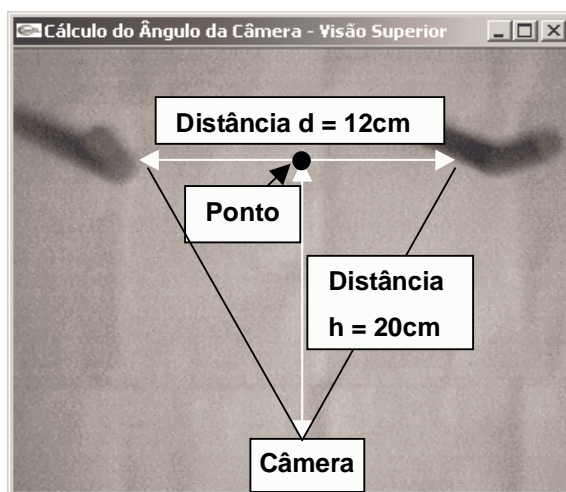 Cálculo do Ângulo da Câmera - Visão Superior
Distância d = 12cm
Ponto
Distância
h = 20cm
Câmera